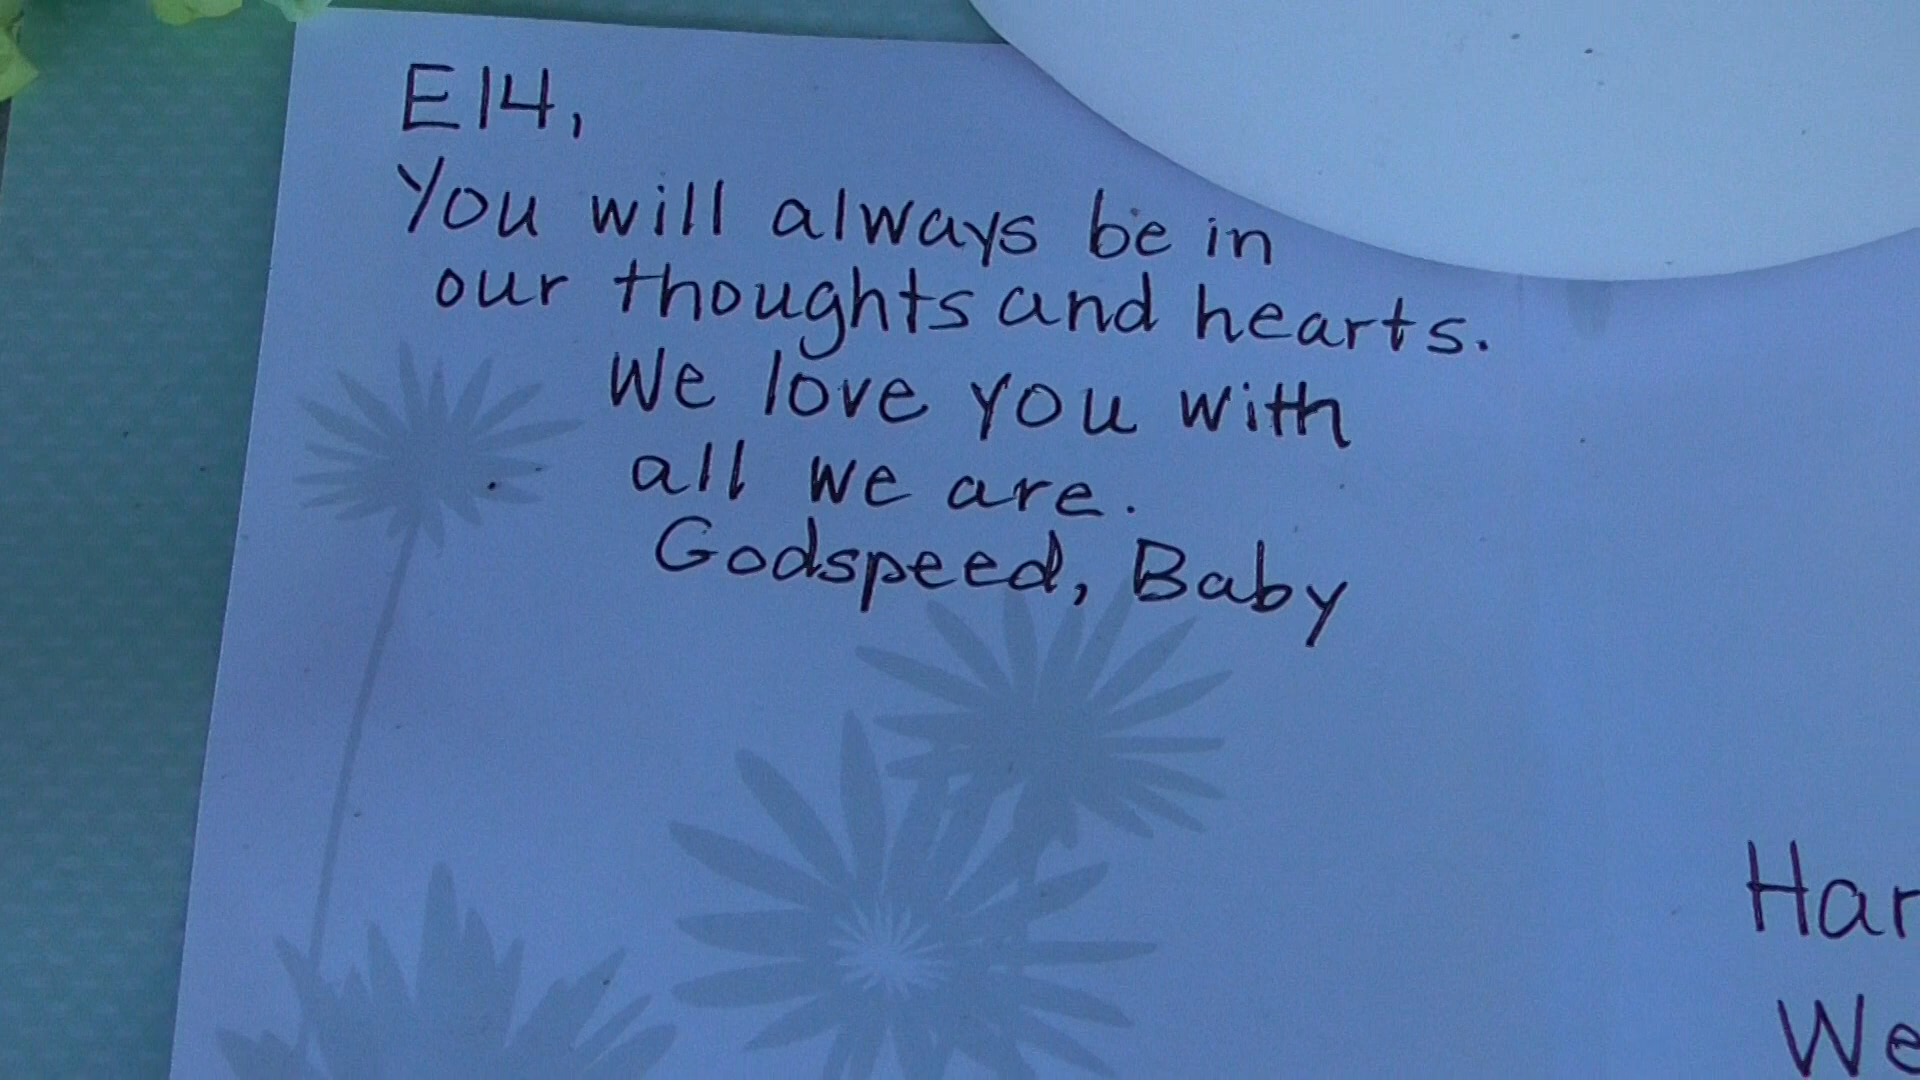 E14,
You will always be in
our thoughts and hearts.
We love you with
all we are.
Godspeed, Baby
We